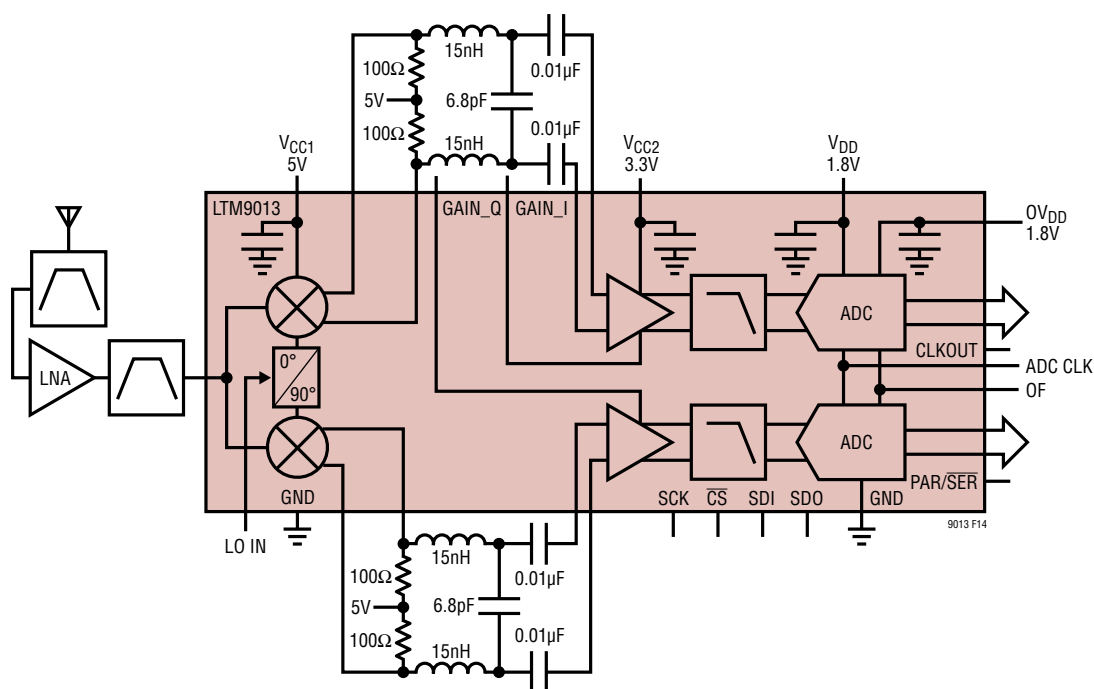 15nH
0.01µF
100Ω
5V
6.8pF
100Ω
0.01µF
15nH
VCC1
5V
VCC2
3.3V
VDD
1.8V
LTM9013
GAIN_Q
GAIN_I
OVDD
1.8V
ADC
CLKOUT
LNA
0°
90°
ADC CLK
OF
ADC
PAR/S̅E̅R̅
GND
SCK
C̅S̅
SDI
SDO
GND
9013 F14
LO IN
15nH
0.01µF
100Ω
5V
6.8pF
100Ω
0.01µF
15nH